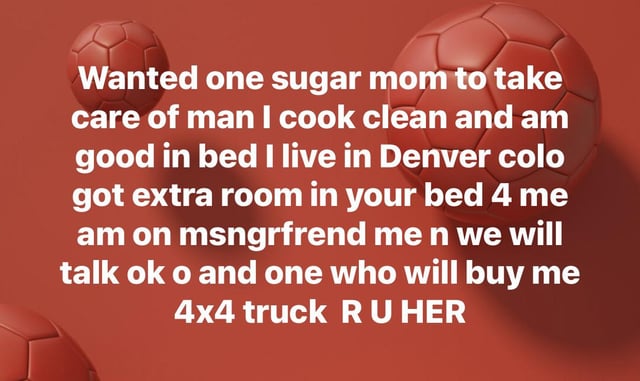 Wanted one sugar mom to take
care of man I cook clean and am
good in bed I live in Denver colo
got extra room in your bed 4 me
am on msngrfrend me n we will
talk ok o and one who will buy me
4x4 truck  R U HER